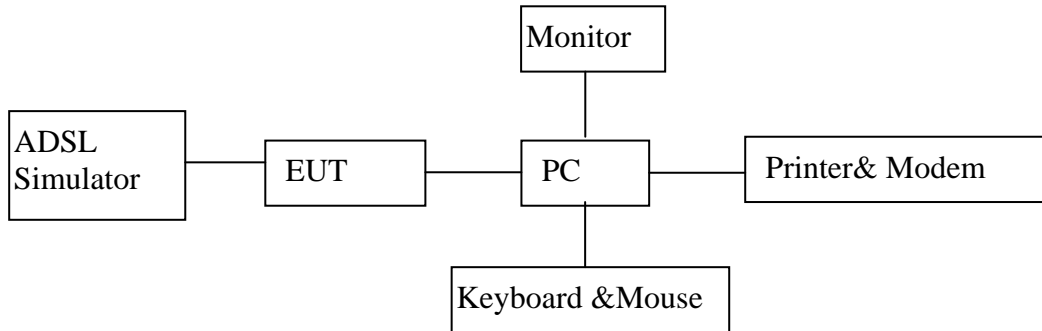 Monitor
ADSL
Simulator
EUT
PC
Printer& Modem
Keyboard &Mouse